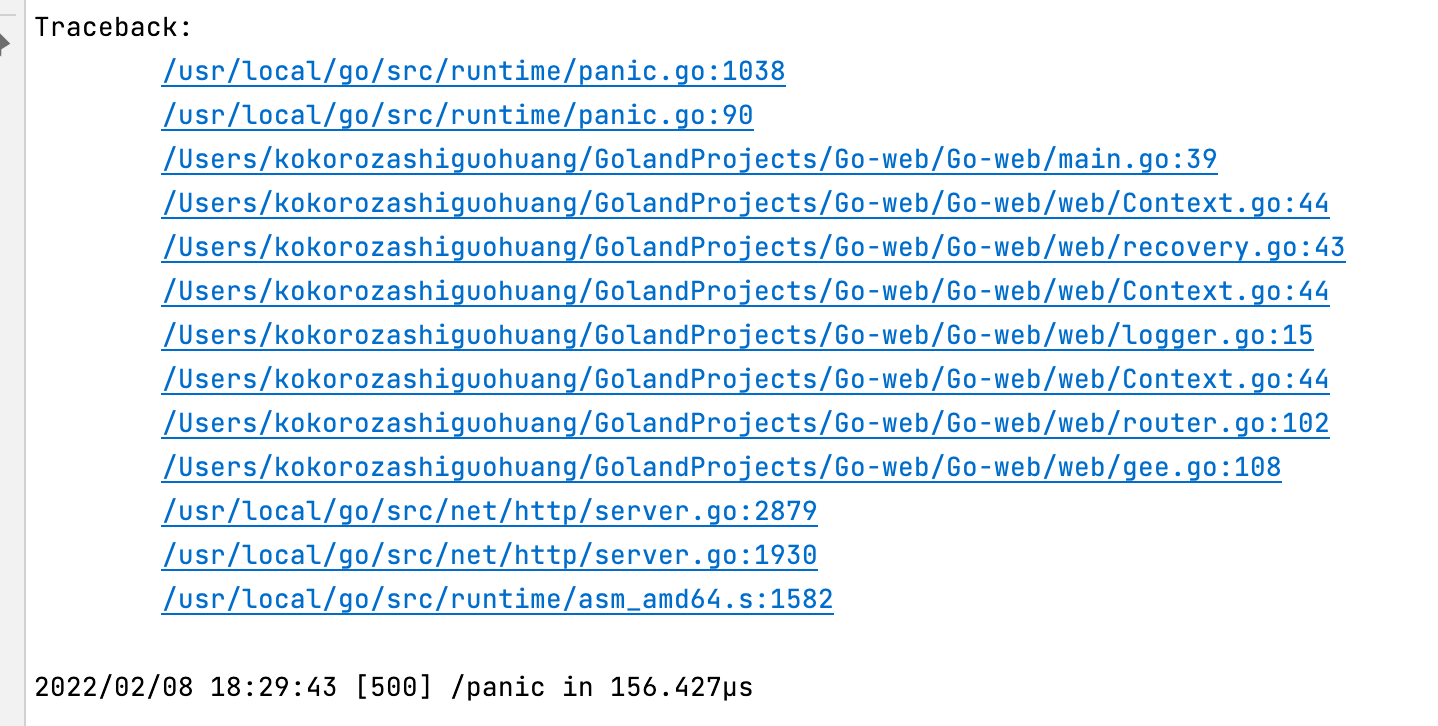 Traceback:
/usr/local/go/src/runtime/panic.go:1038
/usr/local/go/src/runtime/panic.go:90
/Users/kokorozashiguohuang/GolandProjects/Go-web/Go-web/main.go:39
/Users/kokorozashiguohuang/GolandProjects/Go-web/Go-web/web/Context.go:44
/Users/kokorozashiguohuang/GolandProjects/Go-web/Go-web/web/recovery.go:43
/Users/kokorozashiguohuang/GolandProjects/Go-web/Go-web/web/Context.go:44
/Users/kokorozashiguohuang/GolandProjects/Go-web/Go-web/web/logger.go:15
/Users/kokorozashiguohuang/GolandProjects/Go-web/Go-web/web/Context.go:44
/Users/kokorozashiguohuang/GolandProjects/Go-web/Go-web/web/router.go:102
/Users/kokorozashiguohuang/GolandProjects/Go-web/Go-web/web/gee.go:108
/usr/local/go/src/net/http/server.go:2879
/usr/local/go/src/net/http/server.go:1930
/usr/local/go/src/runtime/asm_amd64.s:1582
2022/02/08 18:29:43 [500] /panic in 156.427µs